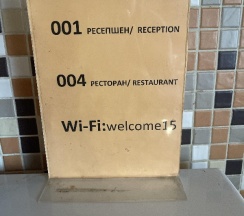 001 РЕСЕПШЕН/ RECEPTION
004 РЕСТОРАН/ RESTAURANT
Wi-Fi:welcome15